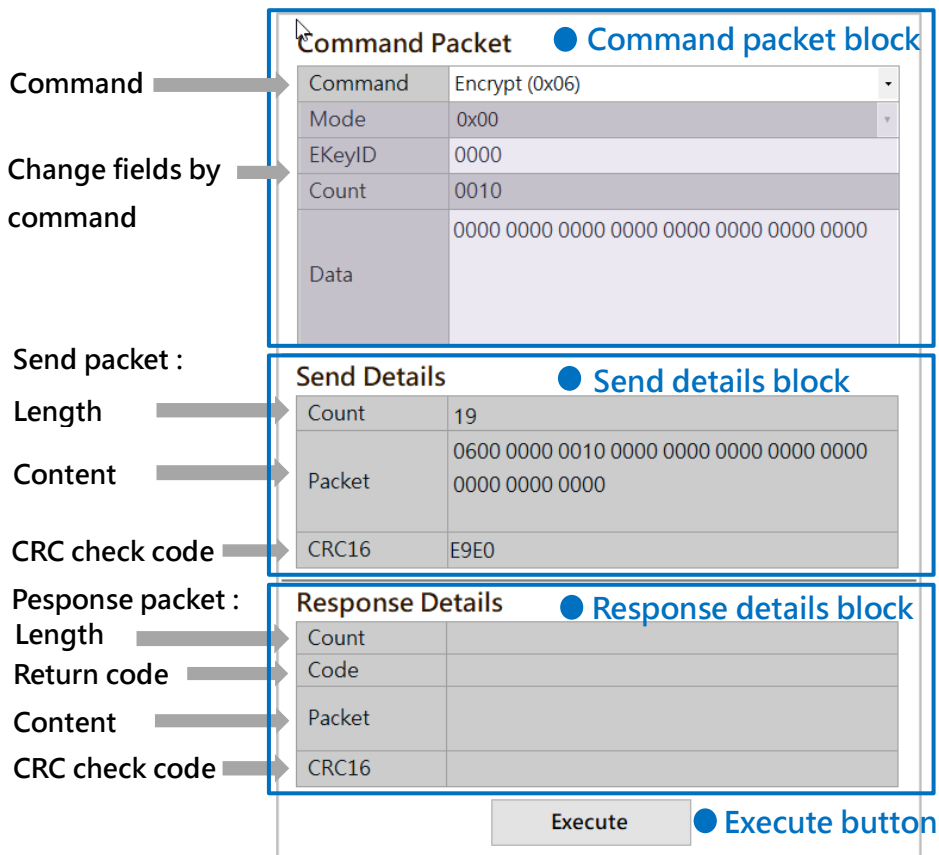 Command Packet
● Command packet block
Command
Command Encrypt (0x06)
Mode 0x00
Change fields by
command
EKeyID 0000
Count 0010
Data 0000 0000 0000 0000 0000 0000 0000 0000
Send packet :
Send Details
● Send details block
Length
Count 19
Content
Packet 0600 0000 0010 0000 0000 0000 0000 0000
0000 0000 0000
CRC check code
CRC16 E9E0
Pesponse packet :
Response Details
● Response details block
Length
Count
Return code
Code
Content
Packet
CRC check code
CRC16
Execute
● Execute button